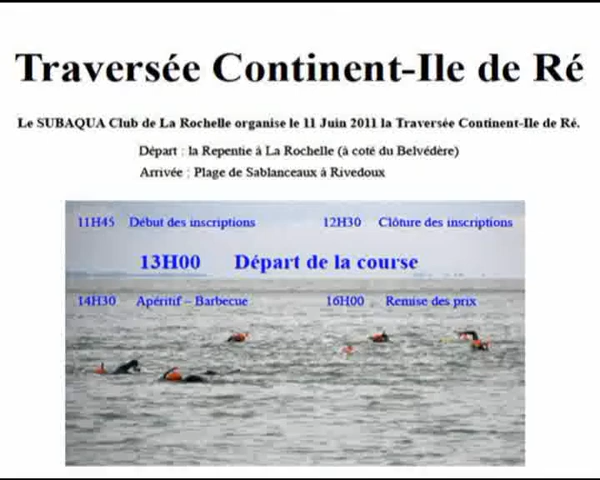 Traversée Continent-Ile de Ré
Le SUBAQUA Club de La Rochelle organise le 11 Juin 2011 la Traversée Continent-Ile de Ré.
Départ : la Repentie à La Rochelle (à coté du Belvédère)
Arrivée : Plage de Sablanceaux à Rivedoux
11H45 Début des inscriptions 12H30 Clôture des inscriptions
13H00 Départ de la course
14H30 Apéritif – Barbecue 16H00 Remise des prix